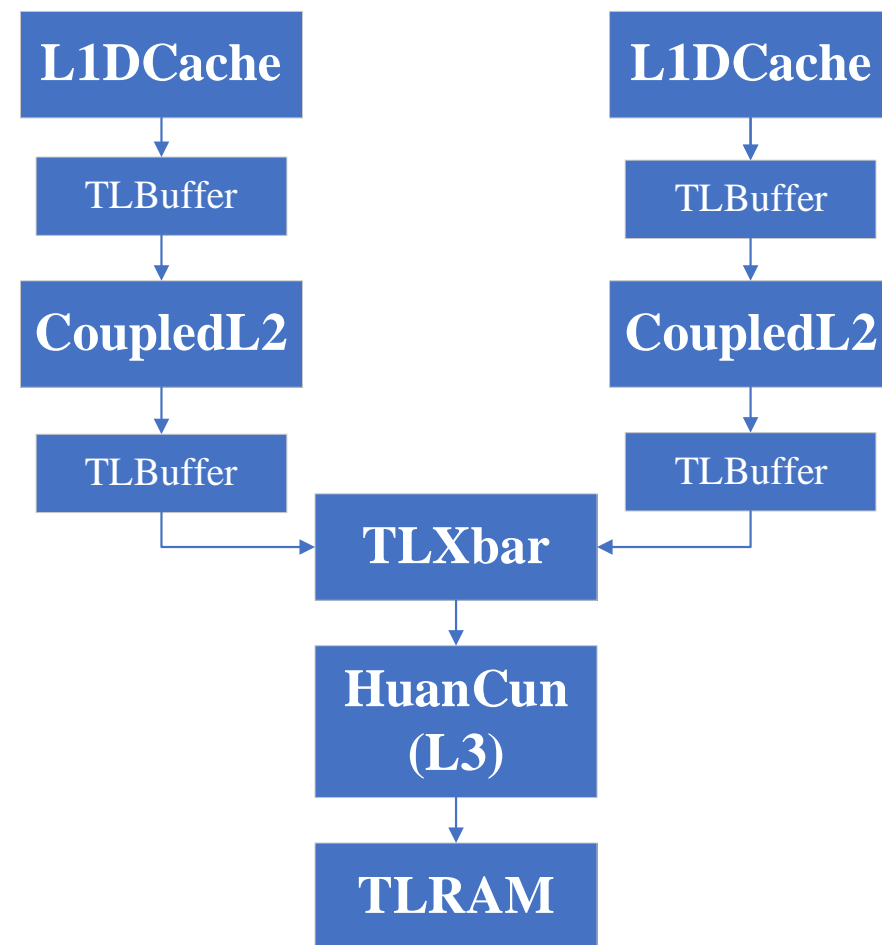 L1DCache
L1DCache
TLBuffer
TLBuffer
CoupledL2
CoupledL2
TLBuffer
TLBuffer
TLXbar
HuanCun
(L3)
TLRAM